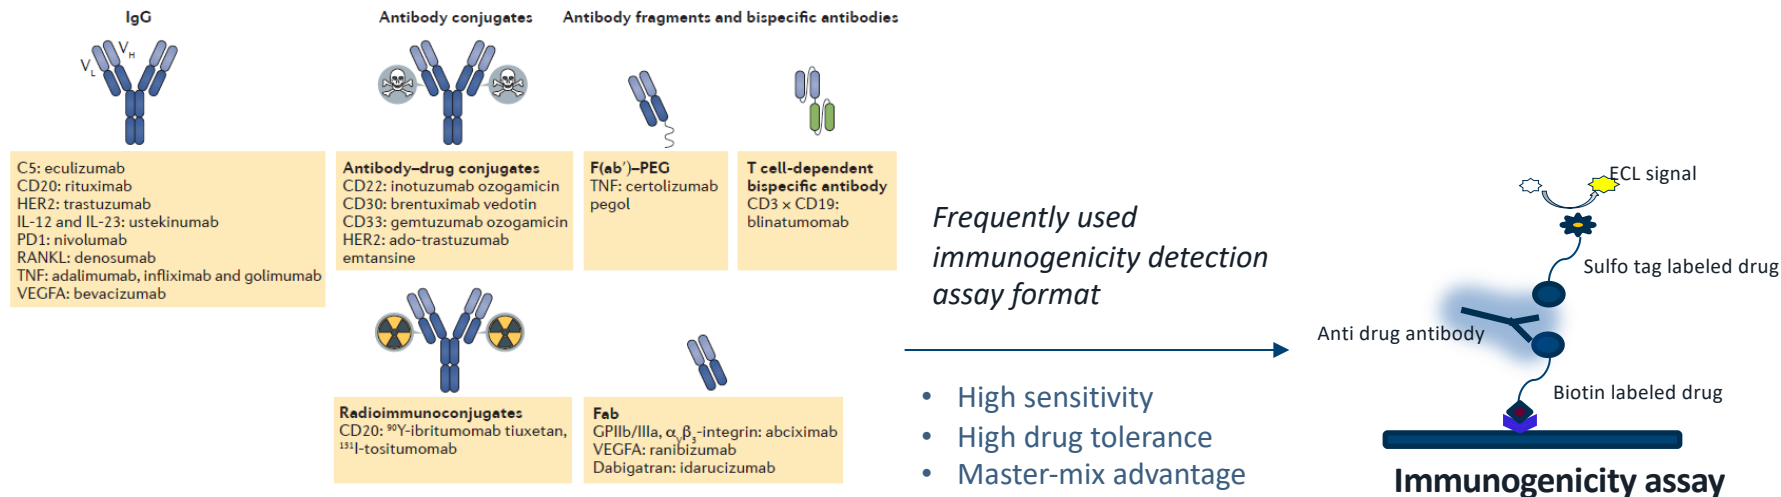 IgG
V
L
V
H
C5: eculizumab
CD20: rituximab
HER2: trastuzumab
IL-12 and IL-23: ustekinumab
PD1: nivolumab
RANKL: denosumab
TNF: adalimumab, infliximab and golimumab
VEGFA: bevacizumab
Antibody conjugates
Antibody–drug conjugates
CD22: inotuzumab ozogamicin
CD30: brentuximab vedotin
CD33: gemtuzumab ozogamicin
HER2: ado-trastuzumab
emtansine
Radioimmunoconjugates
CD20: ⁹⁰Y-ibritumomab tiuxetan,
¹³¹I-tositumomab
Antibody fragments and bispecific antibodies
F(ab′)–PEG
TNF: certolizumab
pegol
T cell-dependent
bispecific antibody
CD3 × CD19:
blinatumomab
Fab
GPIIb/IIIa, αᵥβ₃-integrin: abciximab
VEGFA: ranibizumab
Dabigatran: idarucizumab
Frequently used
immunogenicity detection
assay format
• High sensitivity
• High drug tolerance
• Master-mix advantage
ECL signal
Sulfo tag labeled drug
Anti drug antibody
Biotin labeled drug
Immunogenicity assay